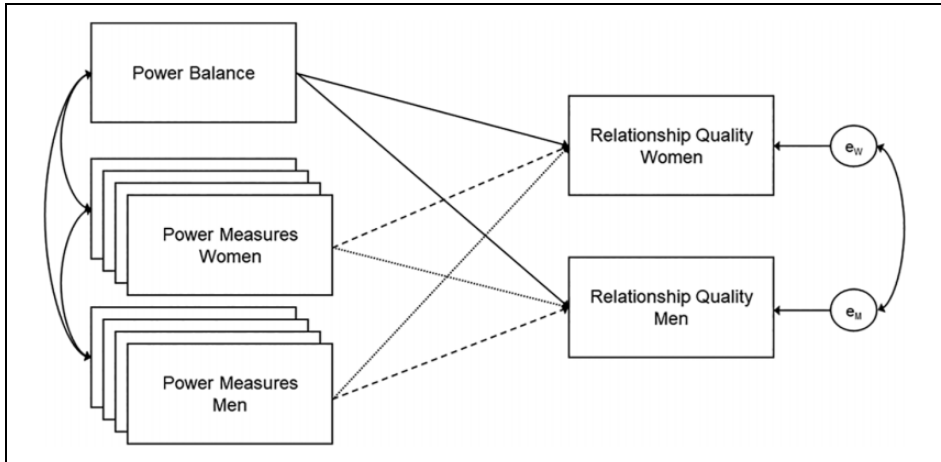 Power Balance
Power Measures
Women
Power Measures
Men
Relationship Quality
Women
Relationship Quality
Men
eW
eM